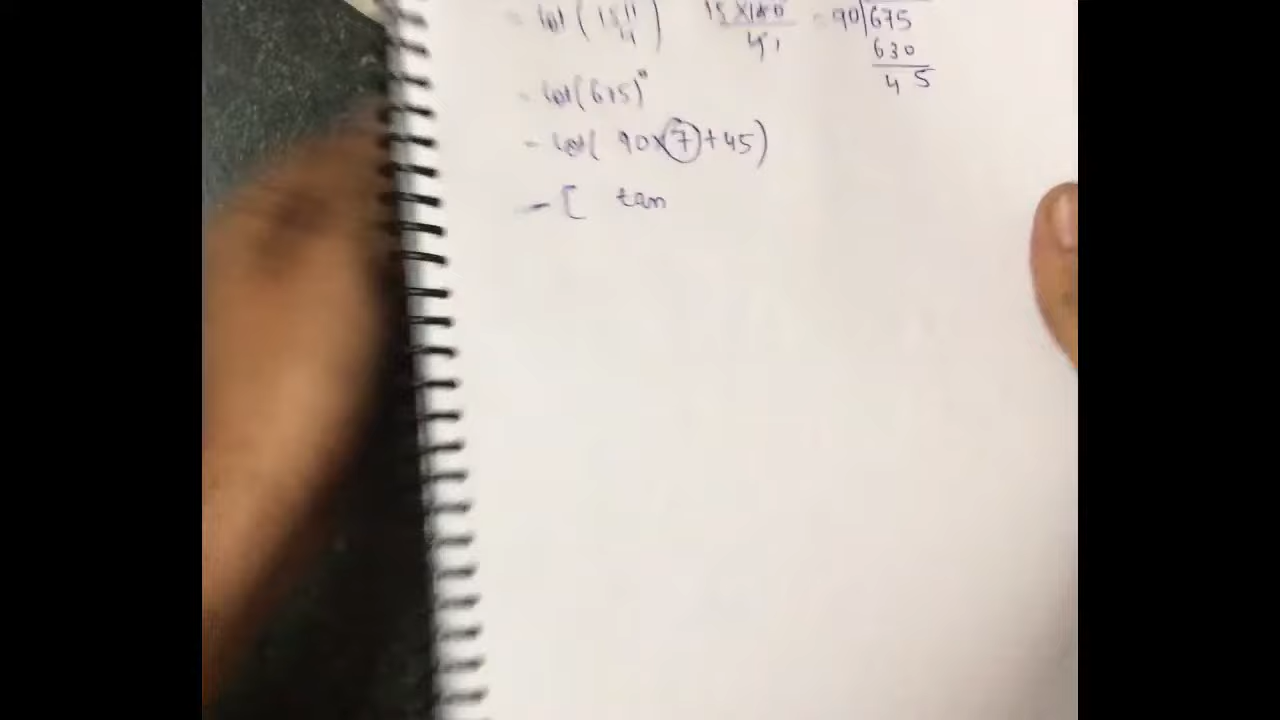 = cot(15π/4) 15×180/4 = 90)675
630
45
= cot(675)°
= cot( 90×7+45)
- [ tan